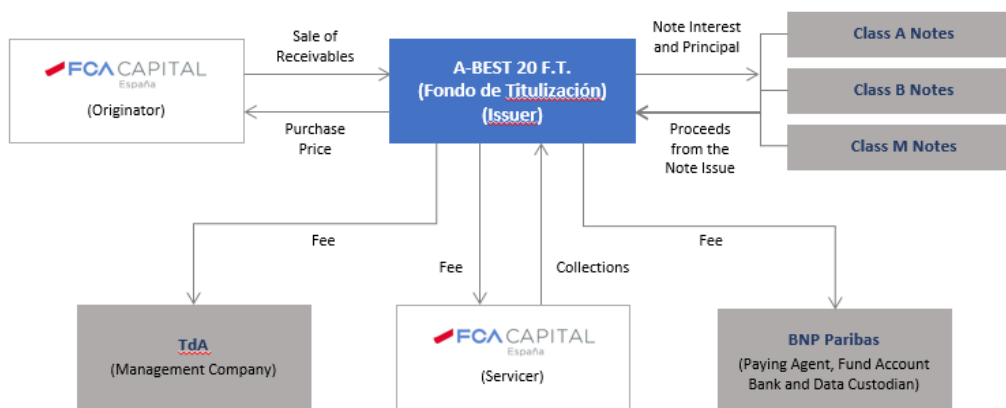 FCA CAPITAL
España
(Originator)
Sale of
Receivables
Purchase
Price
A-BEST 20 F.T.
(Fondo de Titulización)
(Issuer)
Note Interest
and Principal
Proceeds
from the
Note Issue
Class A Notes
Class B Notes
Class M Notes
Fee
Fee
Collections
Fee
TdA
(Management Company)
FCA CAPITAL
España
(Servicer)
BNP Paribas
(Paying Agent, Fund Account
Bank and Data Custodian)